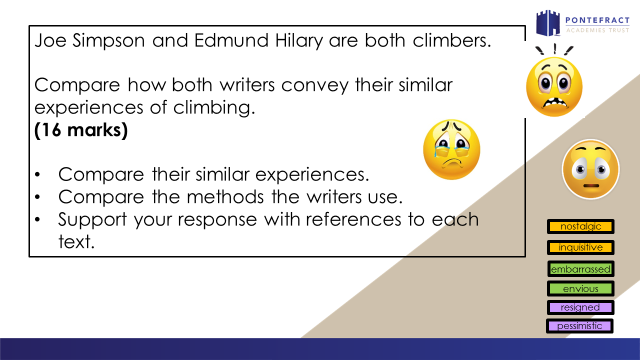 PONTEFRACT
ACADEMIES TRUST
Joe Simpson and Edmund Hilary are both climbers.
Compare how both writers convey their similar
experiences of climbing.
(16 marks)
• Compare their similar experiences.
• Compare the methods the writers use.
• Support your response with references to each
text.
nostalgic
inquisitive
embarrassed
envious
resigned
pessimistic